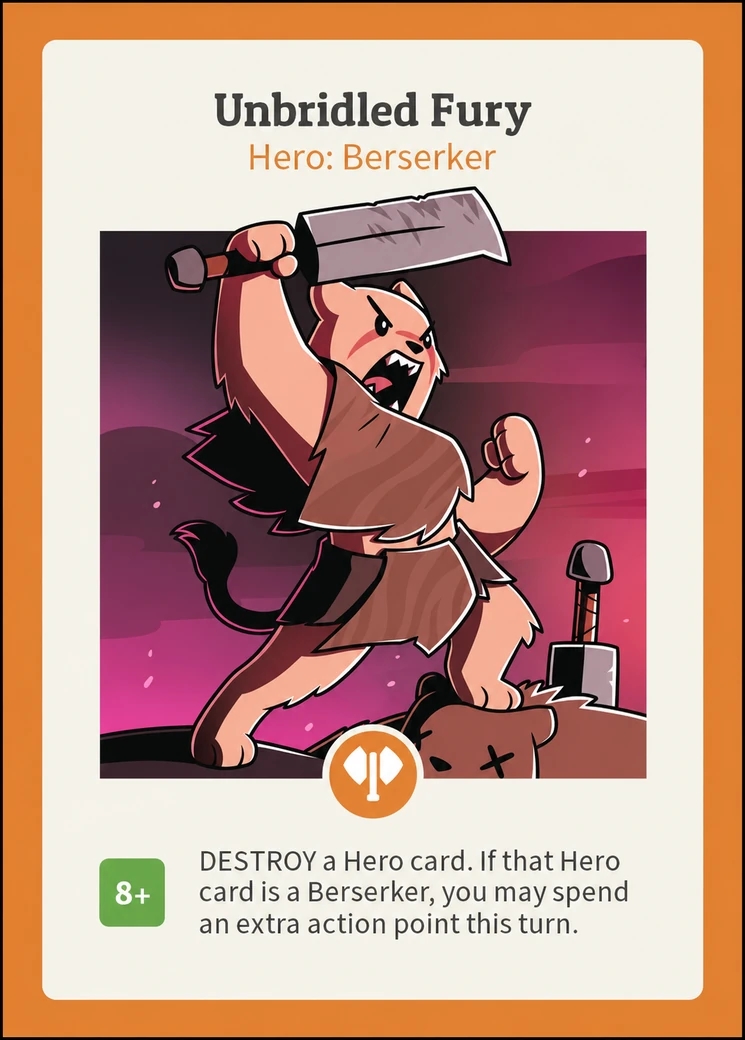 Unbridled Fury
Hero: Berserker
8+
DESTROY a Hero card. If that Hero
card is a Berserker, you may spend
an extra action point this turn.